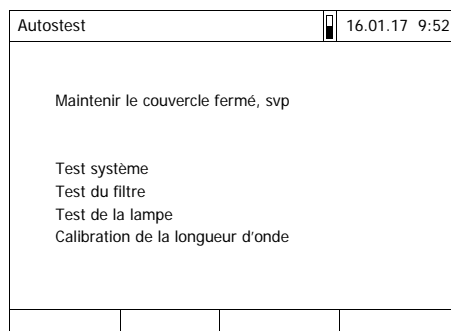 Autostest 16.01.17 9:52
Maintenir le couvercle fermé, svp
Test système
Test du filtre
Test de la lampe
Calibration de la longueur d'onde